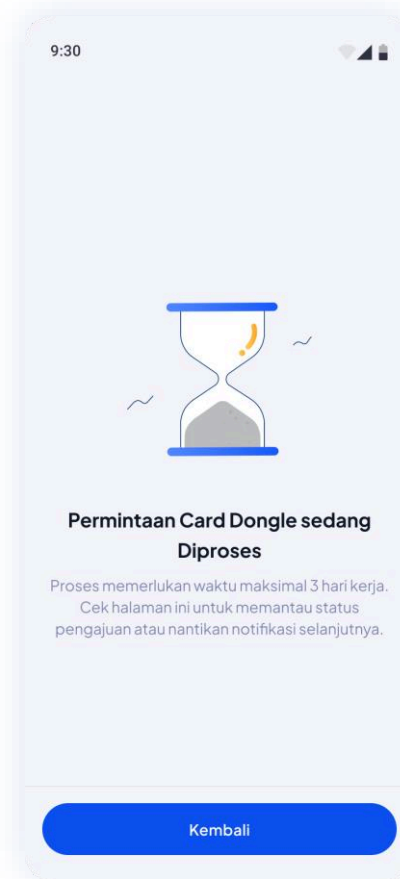 9:30
Permintaan Card Dongle sedang
Diproses
Proses memerlukan waktu maksimal 3 hari kerja.
Cek halaman ini untuk memantau status
pengajuan atau nantikan notifikasi selanjutnya.
Kembali